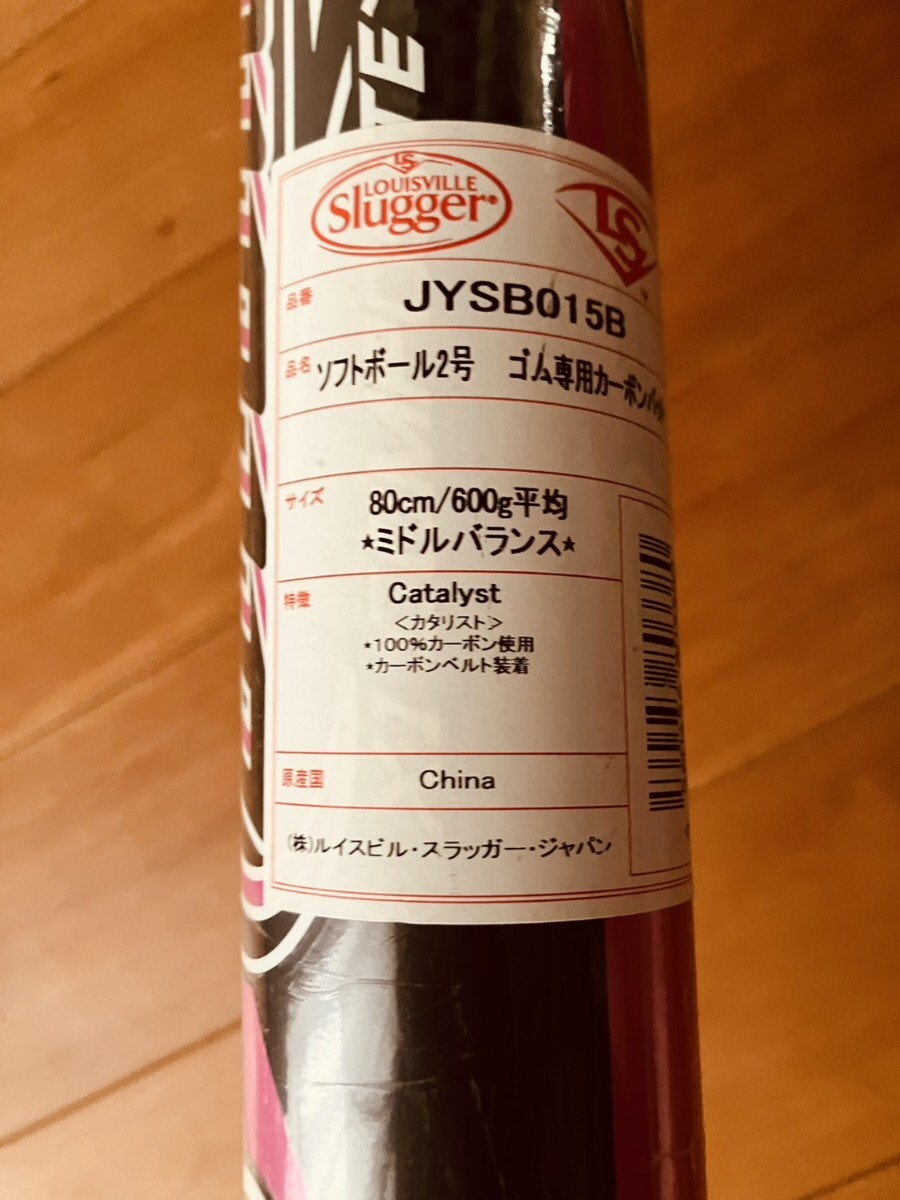 LS
LOUISVILLE
Slugger®
LS
品番 JYSB015B
品名 ソフトボール2号 ゴム専用カーボンバット
サイズ 80cm/600g平均
★ミドルバランス★
特徴 Catalyst
＜カタリスト＞
*100%カーボン使用
*カーボンベルト装着
原産国 China
(株)ルイスビル・スラッガー・ジャパン